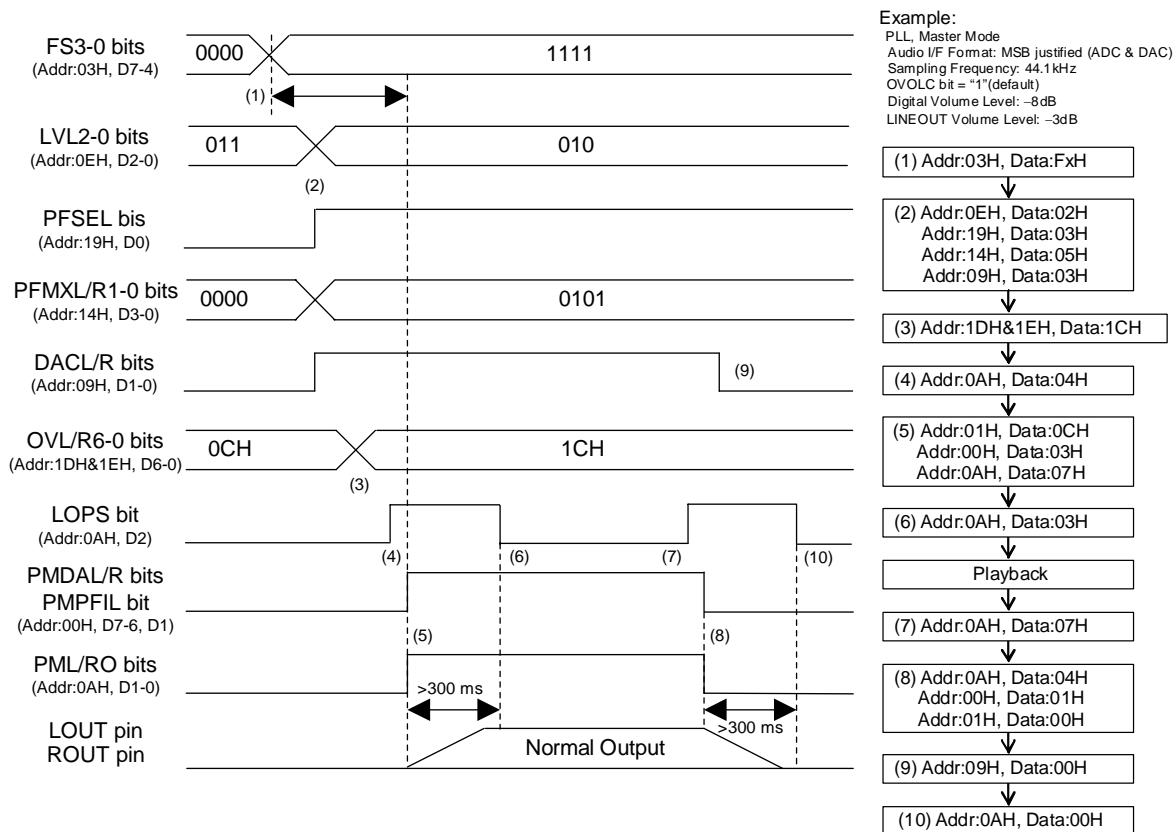 FS3-0 bits
(Addr:03H, D7-4)
0000
1111
(1)
LVL2-0 bits
(Addr:0EH, D2-0)
011
010
(2)
PFSEL bis
(Addr:19H, D0)
PFMXL/R1-0 bits
(Addr:14H, D3-0)
0000
0101
DACL/R bits
(Addr:09H, D1-0)
(9)
OVL/R6-0 bits
(Addr:1DH&1EH, D6-0)
0CH
1CH
(3)
LOPS bit
(Addr:0AH, D2)
(4)
(6)
(7)
(10)
PMDAL/R bits
PMPFIL bit
(Addr:00H, D7-6, D1)
(5)
(8)
PML/RO bits
(Addr:0AH, D1-0)
>300 ms
>300 ms
LOUT pin
ROUT pin
Normal Output
Example:
PLL, Master Mode
Audio I/F Format: MSB justified (ADC & DAC)
Sampling Frequency: 44.1kHz
OVOLC bit = “1”(default)
Digital Volume Level: −8dB
LINEOUT Volume Level: −3dB
(1) Addr:03H, Data:FxH
(2) Addr:0EH, Data:02H
Addr:19H, Data:03H
Addr:14H, Data:05H
Addr:09H, Data:03H
(3) Addr:1DH&1EH, Data:1CH
(4) Addr:0AH, Data:04H
(5) Addr:01H, Data:0CH
Addr:00H, Data:03H
Addr:0AH, Data:07H
(6) Addr:0AH, Data:03H
Playback
(7) Addr:0AH, Data:07H
(8) Addr:0AH, Data:04H
Addr:00H, Data:01H
Addr:01H, Data:00H
(9) Addr:09H, Data:00H
(10) Addr:0AH, Data:00H